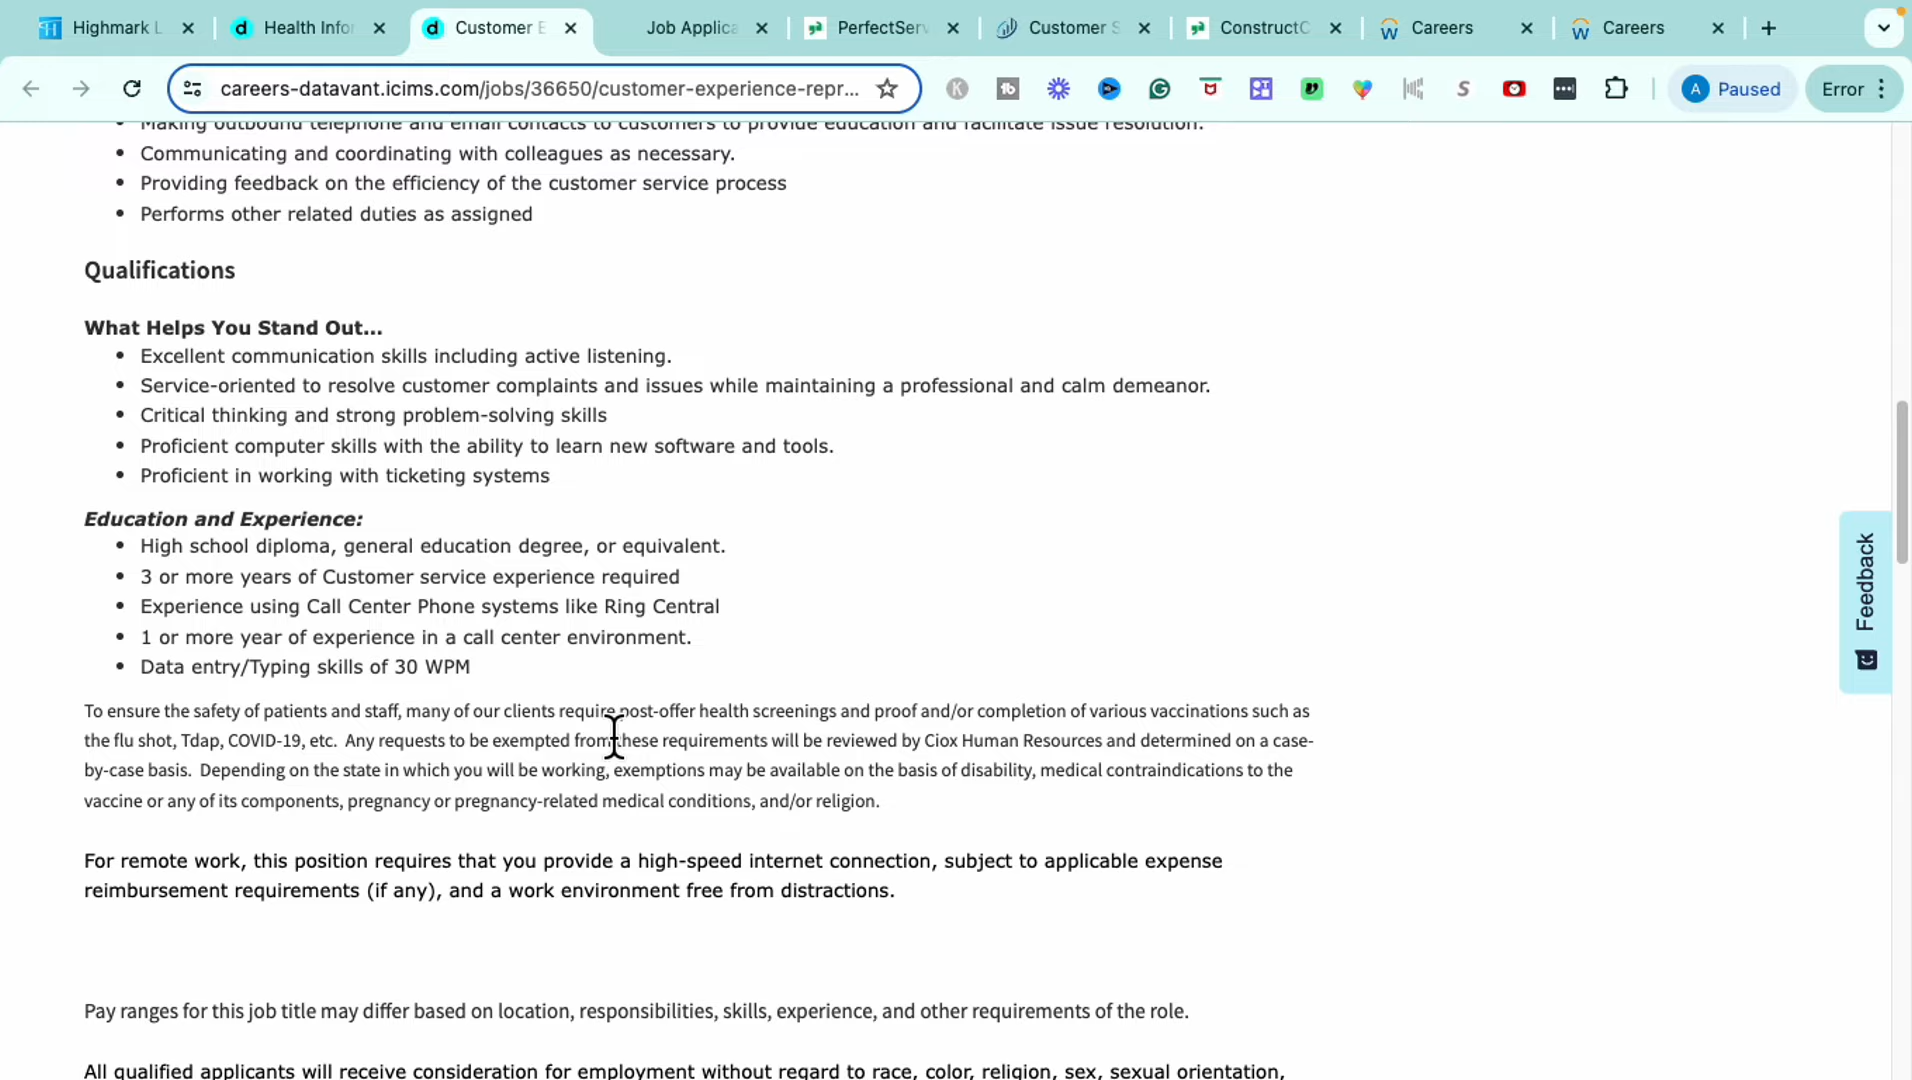 Highmark L
Health Infor
Customer E
Job Applica
PerfectServ
Customer S
ConstructC
Careers
Careers
careers-datavant.icims.com/jobs/36650/customer-experience-repr...
A Paused
Error
Making outbound telephone and email contacts to customers to provide education and facilitate issue resolution.
• Communicating and coordinating with colleagues as necessary.
• Providing feedback on the efficiency of the customer service process
• Performs other related duties as assigned
Qualifications
What Helps You Stand Out...
• Excellent communication skills including active listening.
• Service-oriented to resolve customer complaints and issues while maintaining a professional and calm demeanor.
• Critical thinking and strong problem-solving skills
• Proficient computer skills with the ability to learn new software and tools.
• Proficient in working with ticketing systems
Education and Experience:
• High school diploma, general education degree, or equivalent.
• 3 or more years of Customer service experience required
• Experience using Call Center Phone systems like Ring Central
• 1 or more year of experience in a call center environment.
• Data entry/Typing skills of 30 WPM
To ensure the safety of patients and staff, many of our clients require post-offer health screenings and proof and/or completion of various vaccinations such as
the flu shot, Tdap, COVID-19, etc. Any requests to be exempted from these requirements will be reviewed by Ciox Human Resources and determined on a case-
by-case basis. Depending on the state in which you will be working, exemptions may be available on the basis of disability, medical contraindications to the
vaccine or any of its components, pregnancy or pregnancy-related medical conditions, and/or religion.
For remote work, this position requires that you provide a high-speed internet connection, subject to applicable expense
reimbursement requirements (if any), and a work environment free from distractions.
Pay ranges for this job title may differ based on location, responsibilities, skills, experience, and other requirements of the role.
All qualified applicants will receive consideration for employment without regard to race, color, religion, sex, sexual orientation,
Feedback